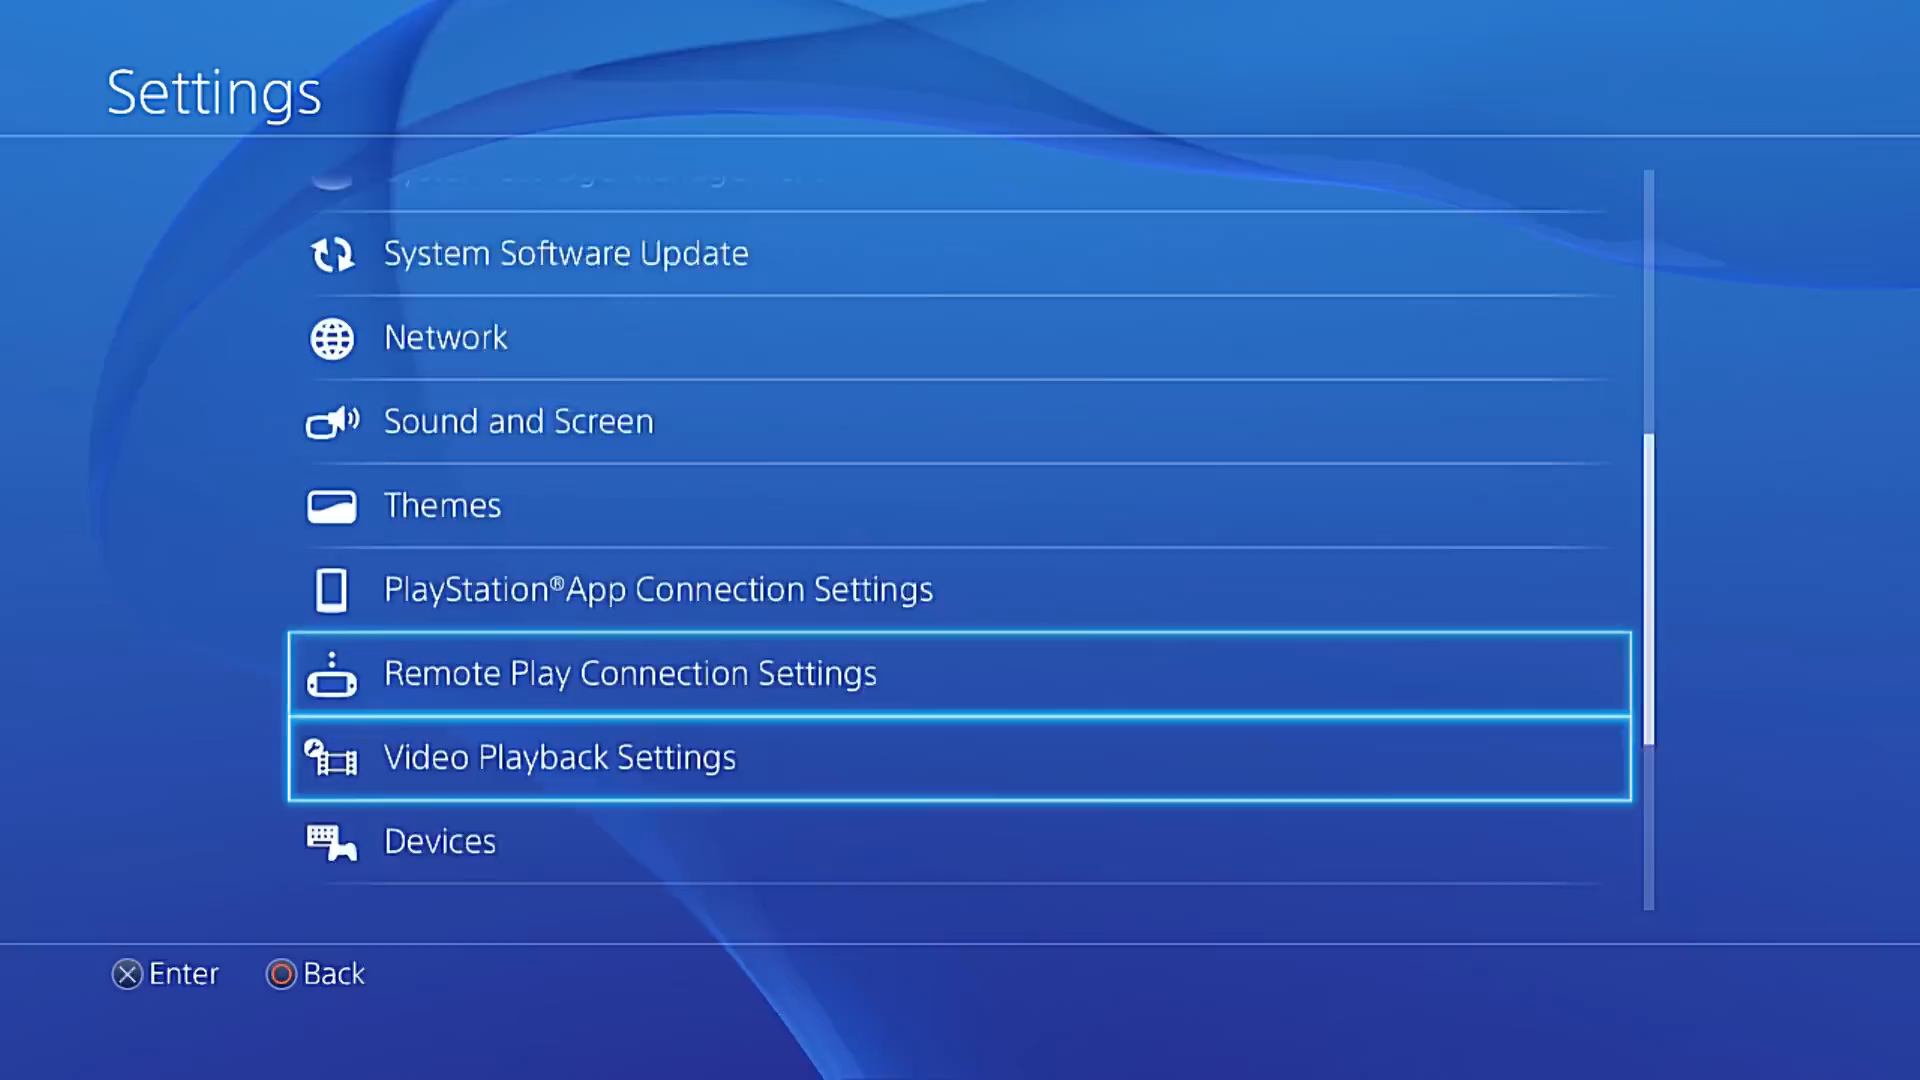 Settings
System Software Update
Network
Sound and Screen
Themes
PlayStation®App Connection Settings
Remote Play Connection Settings
Video Playback Settings
Devices
Enter
Back